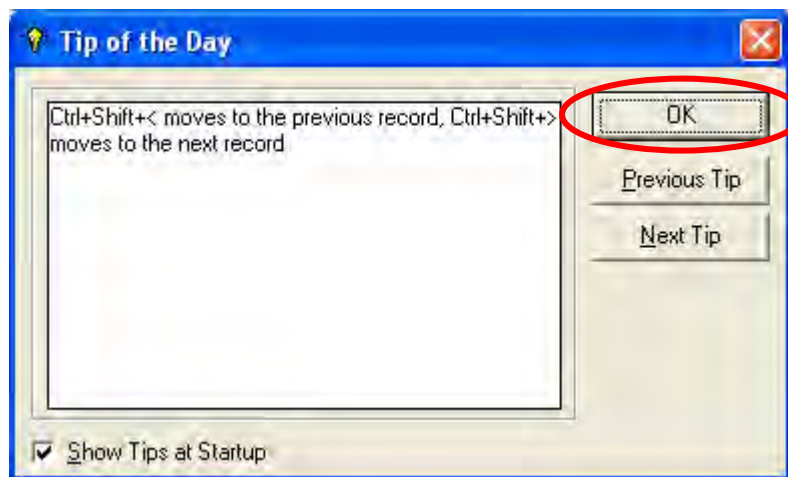 Tip of the Day
Ctrl+Shift+< moves to the previous record, Ctrl+Shift+>
moves to the next record
OK
Previous Tip
Next Tip
Show Tips at Startup